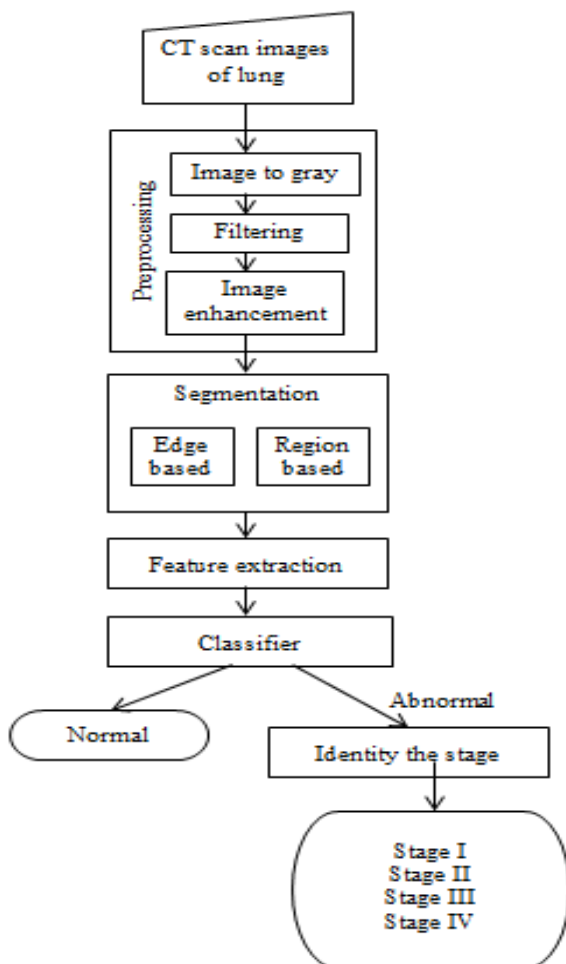 CT scan images
of lung
Preprocessing
Image to gray
Filtering
Image
enhancement
Segmentation
Edge
based
Region
based
Feature extraction
Classifier
Normal
Abnormal
Identity the stage
Stage I
Stage II
Stage III
Stage IV